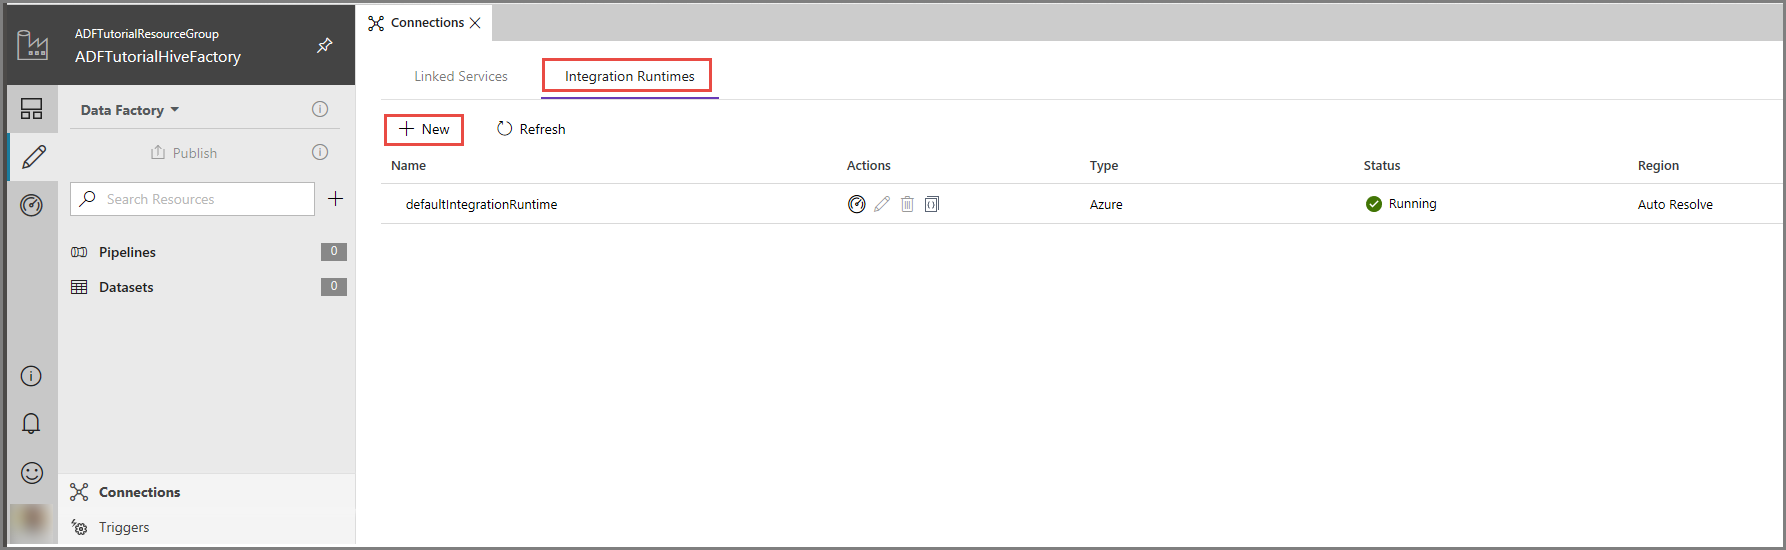 ADFTutorialResourceGroup
ADFTutorialHiveFactory
Connections
Linked Services
Integration Runtimes
Data Factory
Publish
Search Resources
Pipelines 0
Datasets 0
Connections
Triggers
New
Refresh
Name Actions Type Status Region
defaultIntegrationRuntime Azure Running Auto Resolve